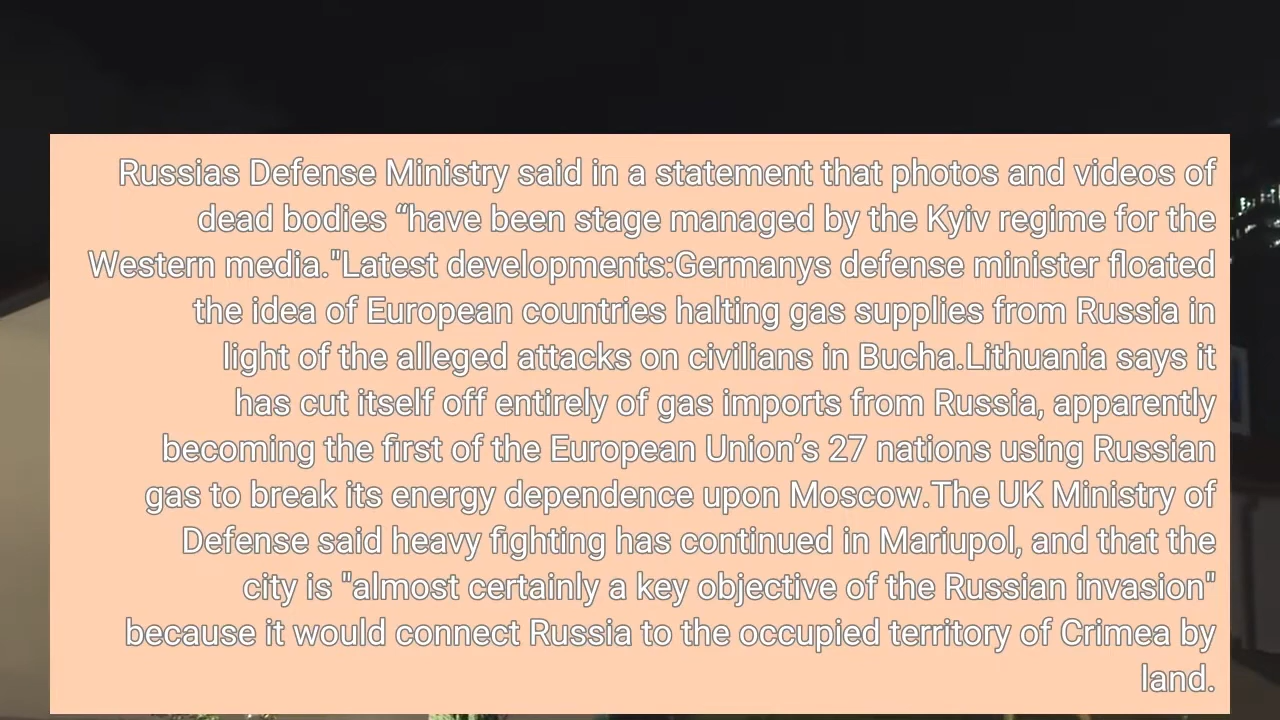 Russias Defense Ministry said in a statement that photos and videos of
dead bodies “have been stage managed by the Kyiv regime for the
Western media."Latest developments:Germanys defense minister floated
the idea of European countries halting gas supplies from Russia in
light of the alleged attacks on civilians in Bucha.Lithuania says it
has cut itself off entirely of gas imports from Russia, apparently
becoming the first of the European Union’s 27 nations using Russian
gas to break its energy dependence upon Moscow.The UK Ministry of
Defense said heavy fighting has continued in Mariupol, and that the
city is "almost certainly a key objective of the Russian invasion"
because it would connect Russia to the occupied territory of Crimea by
land.